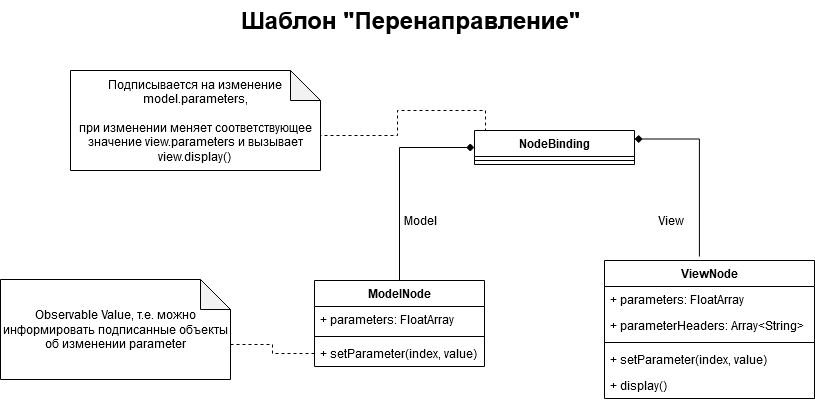 Шаблон "Перенаправление"
Подписывается на изменение
model.parameters,
при изменении меняет соответствующее
значение view.parameters и вызывает
view.display()
NodeBinding
Model
View
ModelNode
+ parameters: FloatArray
+ setParameter(index, value)
ViewNode
+ parameters: FloatArray
+ parameterHeaders: Array<String>
+ setParameter(index, value)
+ display()
Observable Value, т.е. можно
информировать подписанные объекты
об изменении parameter